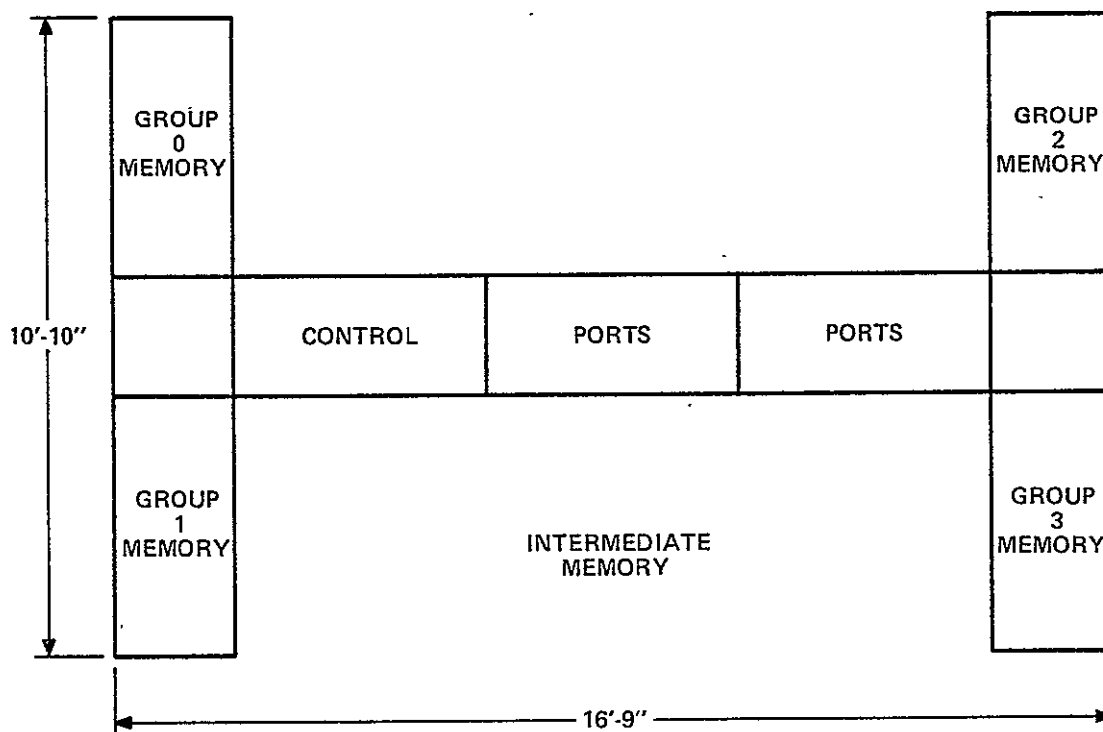 GROUP
0
MEMORY
GROUP
2
MEMORY
10'-10"
CONTROL
PORTS
PORTS
GROUP
1
MEMORY
INTERMEDIATE
MEMORY
GROUP
3
MEMORY
16'-9"